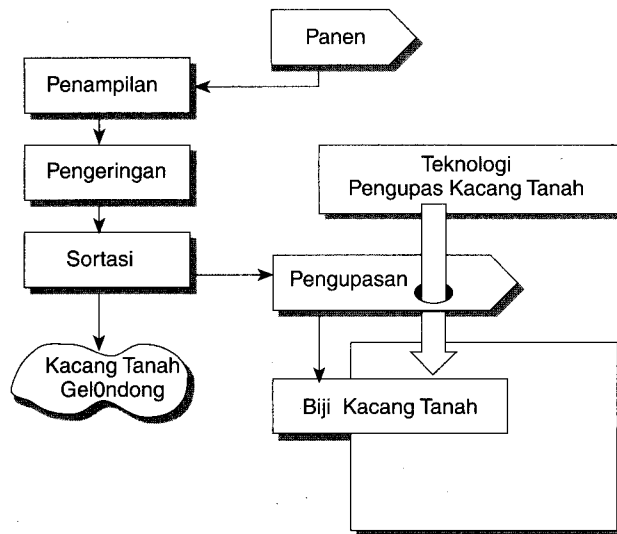 Panen
Penampilan
Pengeringan
Sortasi
Kacang Tanah
Gel0ndong
Teknologi
Pengupas Kacang Tanah
Pengupasan
Biji Kacang Tanah